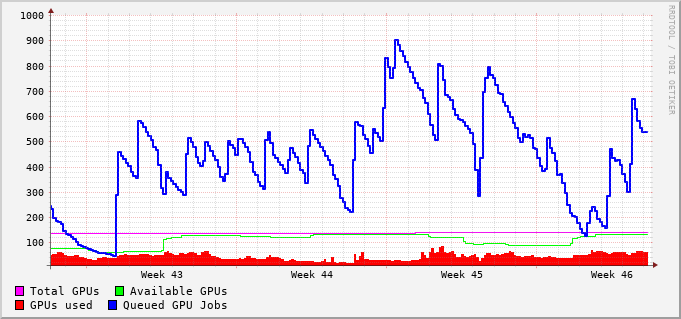 1000
900
800
700
600
500
400
300
200
100
Week 43 Week 44 Week 45 Week 46
Total GPUs Available GPUs
GPUs used Queued GPU Jobs
RRDTOOL / TOBI OETIKER